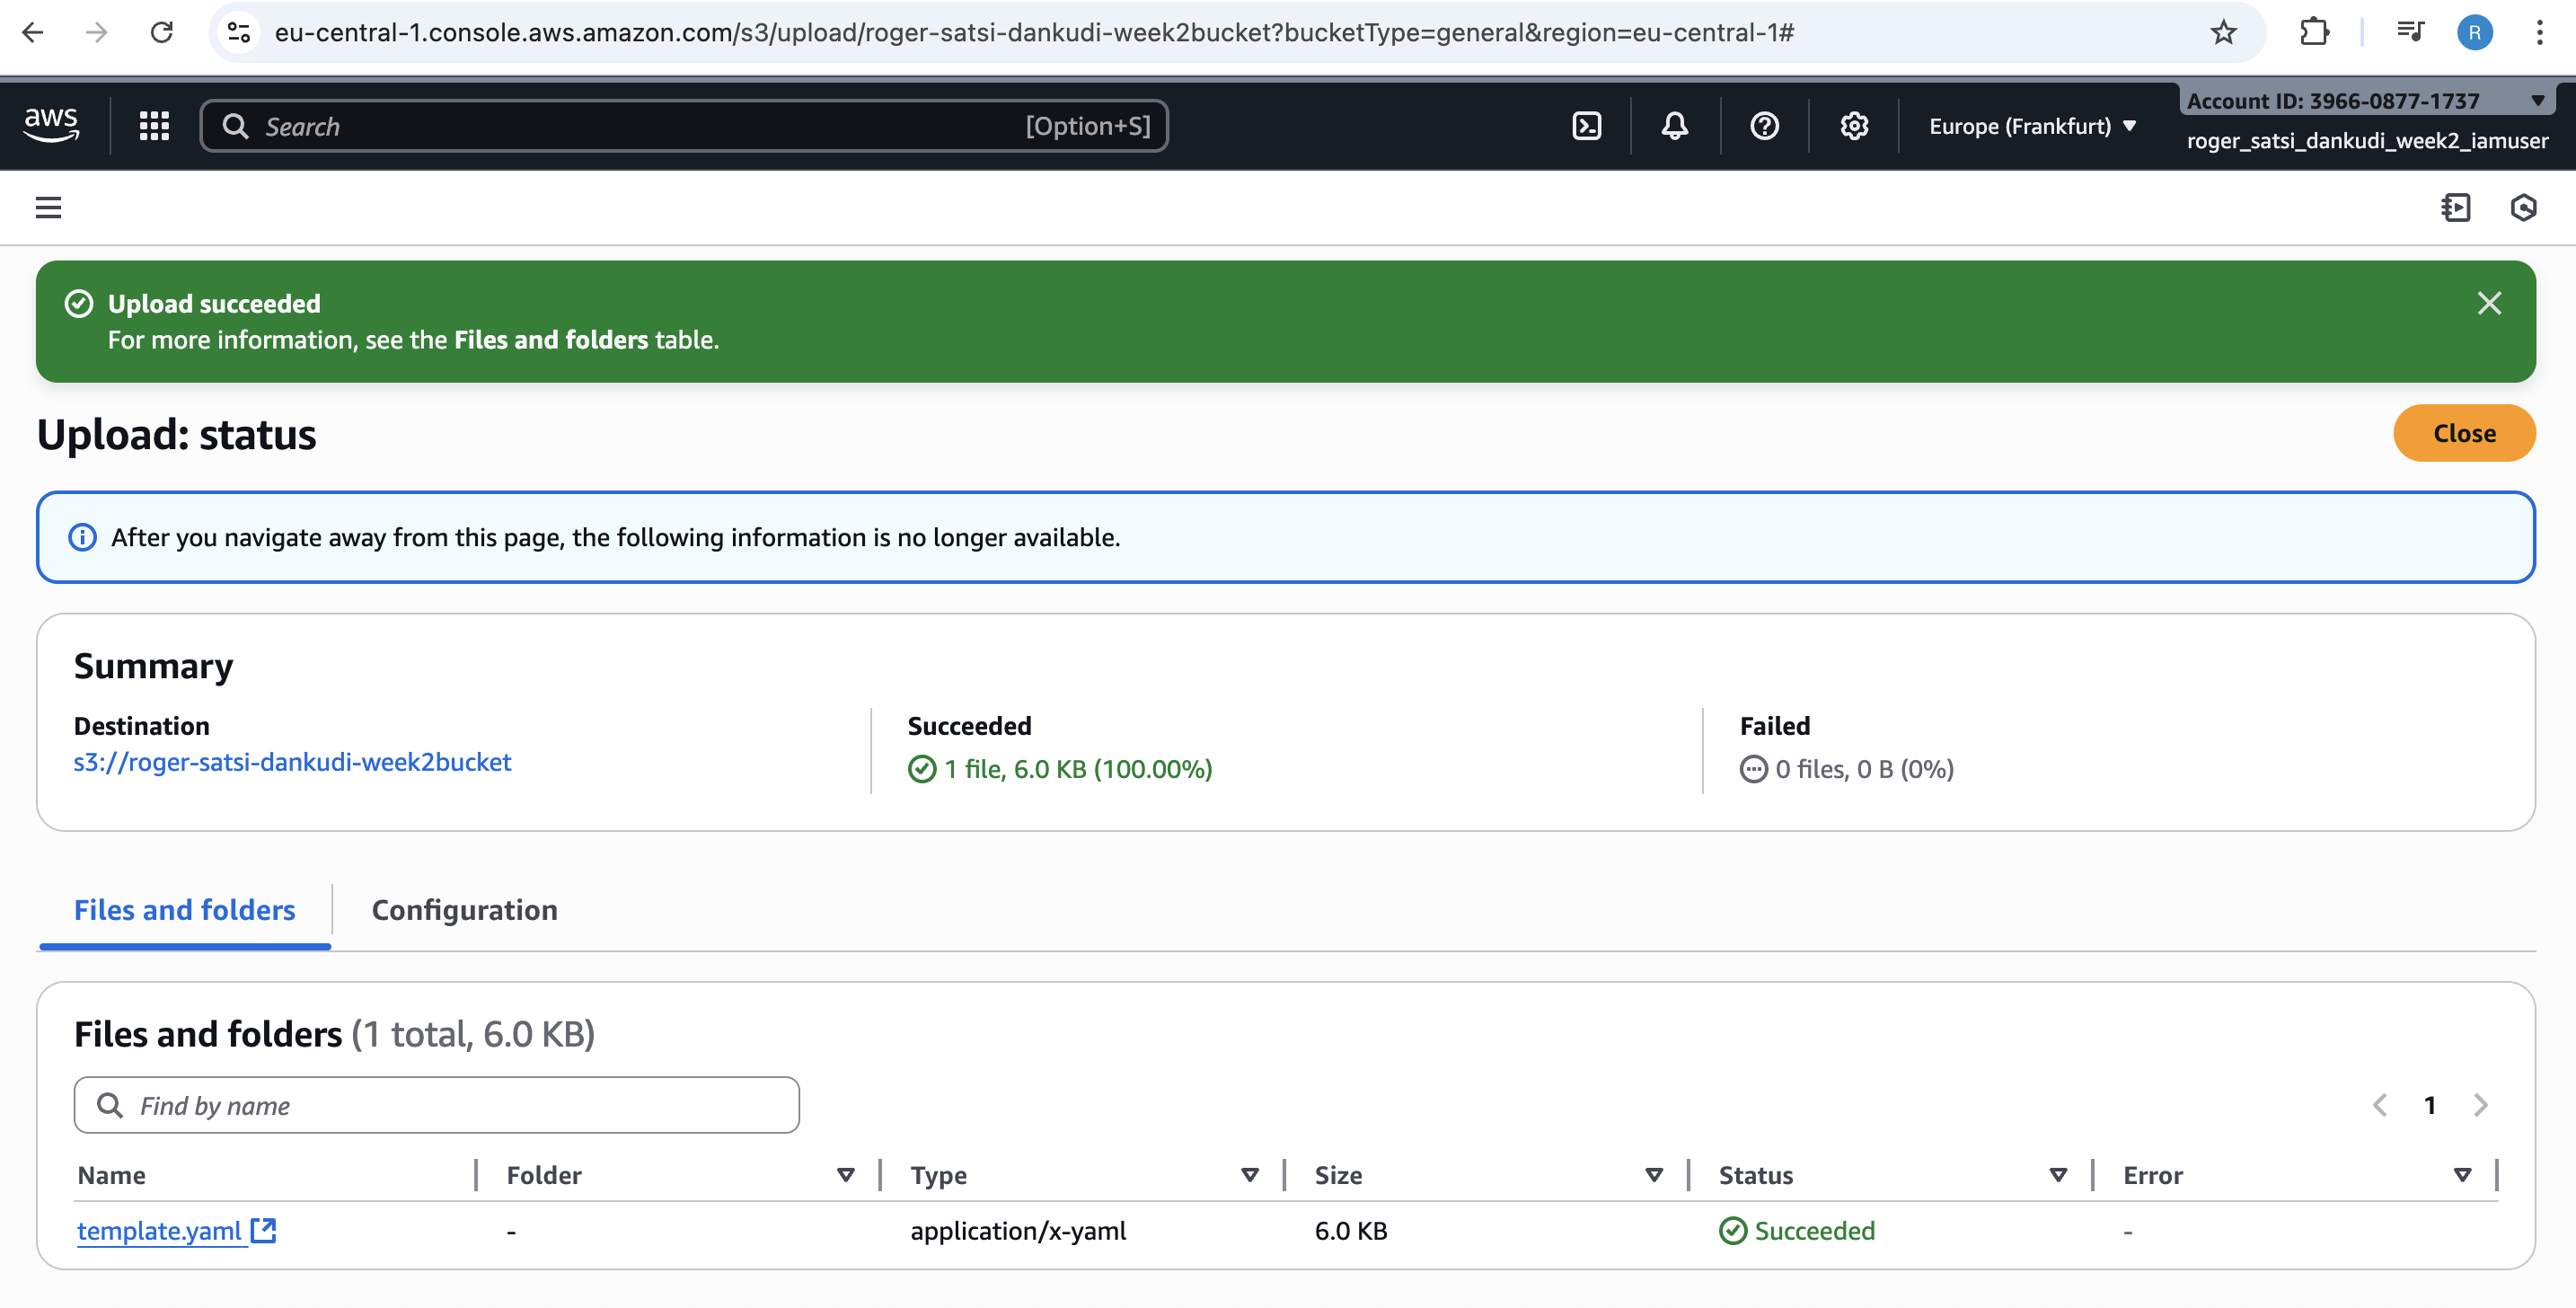 eu-central-1.console.aws.amazon.com/s3/upload/roger-satsi-dankudi-week2bucket?bucketType=general&region=eu-central-1#
R
aws
Search
[Option+S]
Europe (Frankfurt)
Account ID: 3966-0877-1737
roger_satsi_dankudi_week2_iamuser
Upload succeeded
For more information, see the Files and folders table.
Upload: status
Close
After you navigate away from this page, the following information is no longer available.
Summary
Destination
s3://roger-satsi-dankudi-week2bucket
Succeeded
1 file, 6.0 KB (100.00%)
Failed
0 files, 0 B (0%)
Files and folders
Configuration
Files and folders (1 total, 6.0 KB)
Find by name
1
Name Folder Type Size Status Error
template.yaml - application/x-yaml 6.0 KB Succeeded -